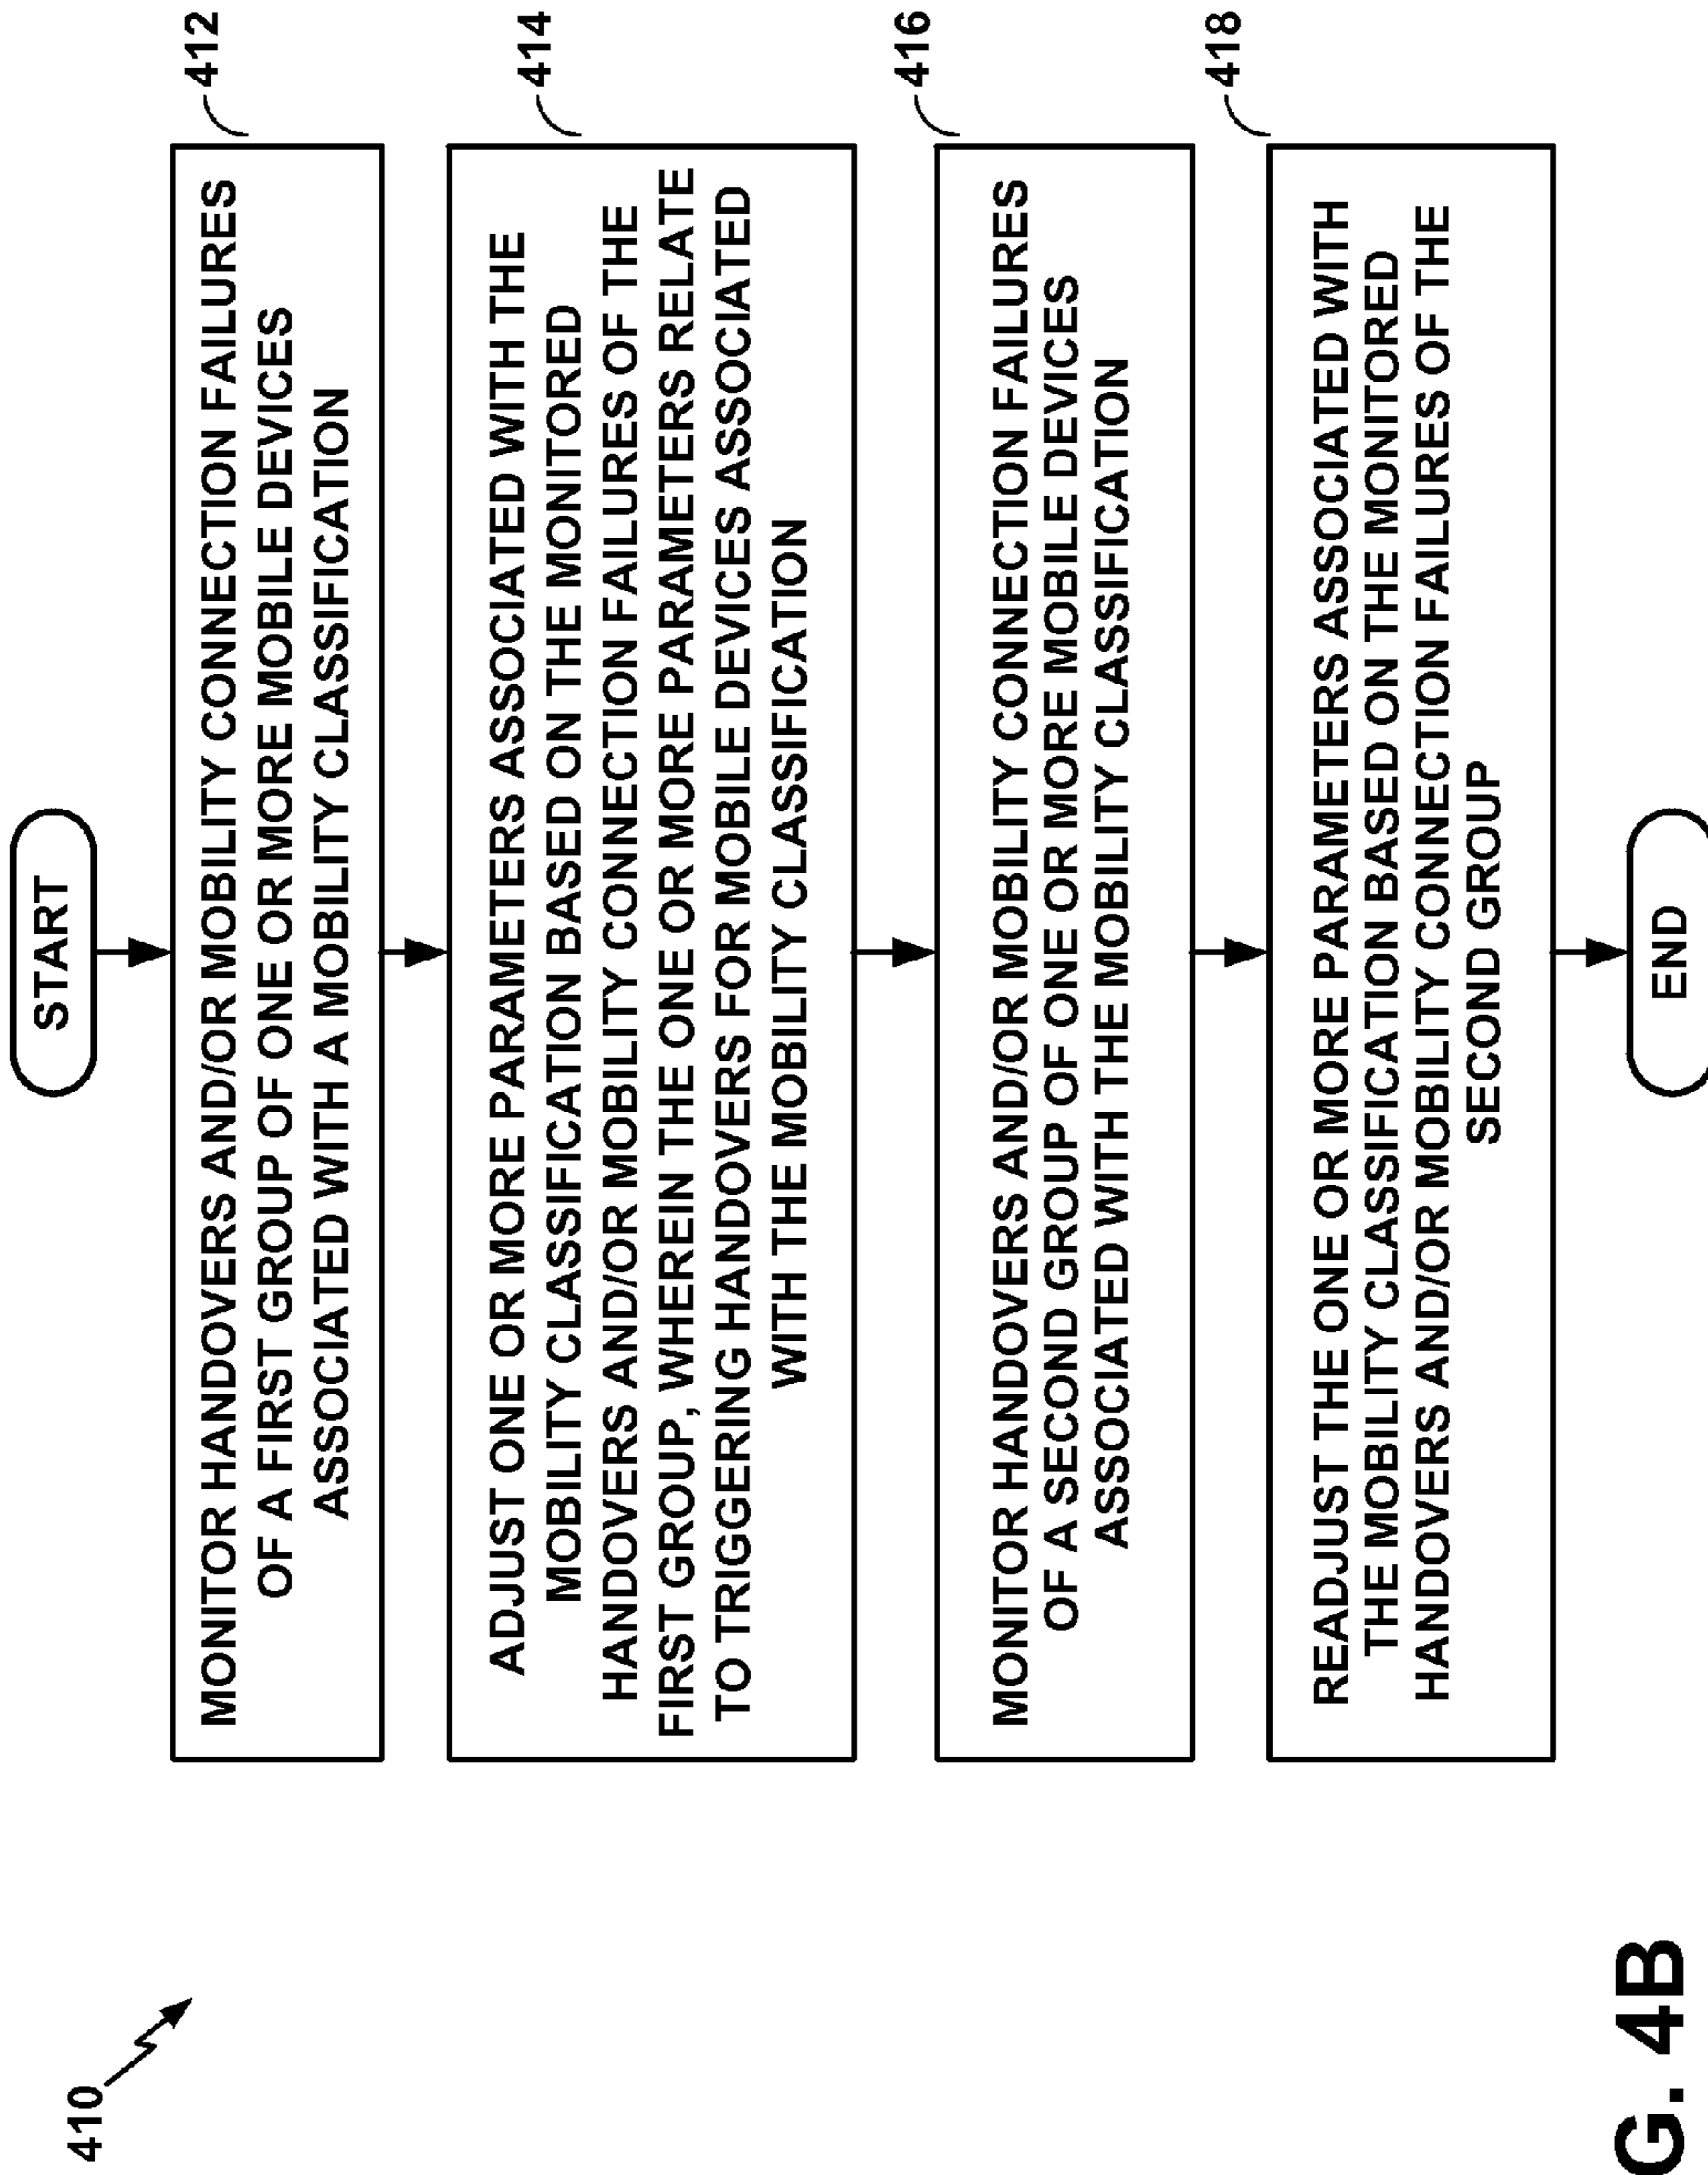 410
START
412
MONITOR HANDOVERS AND/OR MOBILITY CONNECTION FAILURES
OF A FIRST GROUP OF ONE OR MORE MOBILE DEVICES
ASSOCIATED WITH A MOBILITY CLASSIFICATION
414
ADJUST ONE OR MORE PARAMETERS ASSOCIATED WITH THE
MOBILITY CLASSIFICATION BASED ON THE MONITORED
HANDOVERS AND/OR MOBILITY CONNECTION FAILURES OF THE
FIRST GROUP, WHEREIN THE ONE OR MORE PARAMETERS RELATE
TO TRIGGERING HANDOVERS FOR MOBILE DEVICES ASSOCIATED
WITH THE MOBILITY CLASSIFICATION
416
MONITOR HANDOVERS AND/OR MOBILITY CONNECTION FAILURES
OF A SECOND GROUP OF ONE OR MORE MOBILE DEVICES
ASSOCIATED WITH THE MOBILITY CLASSIFICATION
418
READJUST THE ONE OR MORE PARAMETERS ASSOCIATED WITH
THE MOBILITY CLASSIFICATION BASED ON THE MONITORED
HANDOVERS AND/OR MOBILITY CONNECTION FAILURES OF THE
SECOND GROUP
END
G. 4B